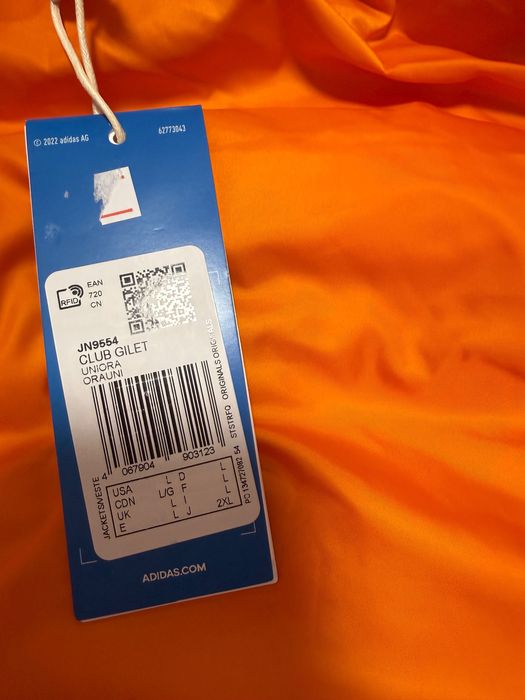 © 2022 adidas AG
62773043
RFID
EAN
720
CN
JN9554
CLUB GILET
UNIORA
ORAUNI
STSTRFQ ORIGINALS ORIGINALS
4 067904 903123
JACKETS/VESTE
USA L D L
CDN L/G F L
UK L I L
E L J 2XL
ADIDAS.COM